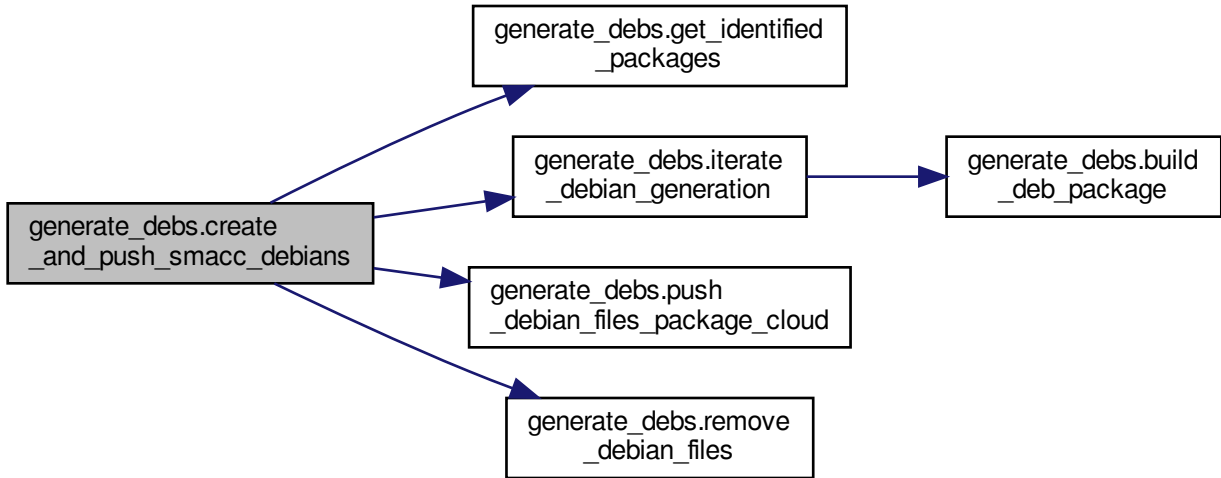 generate_debs.get_identified
_packages
generate_debs.iterate
_debian_generation
generate_debs.build
_deb_package
generate_debs.create
_and_push_smacc_debians
generate_debs.push
_debian_files_package_cloud
generate_debs.remove
_debian_files